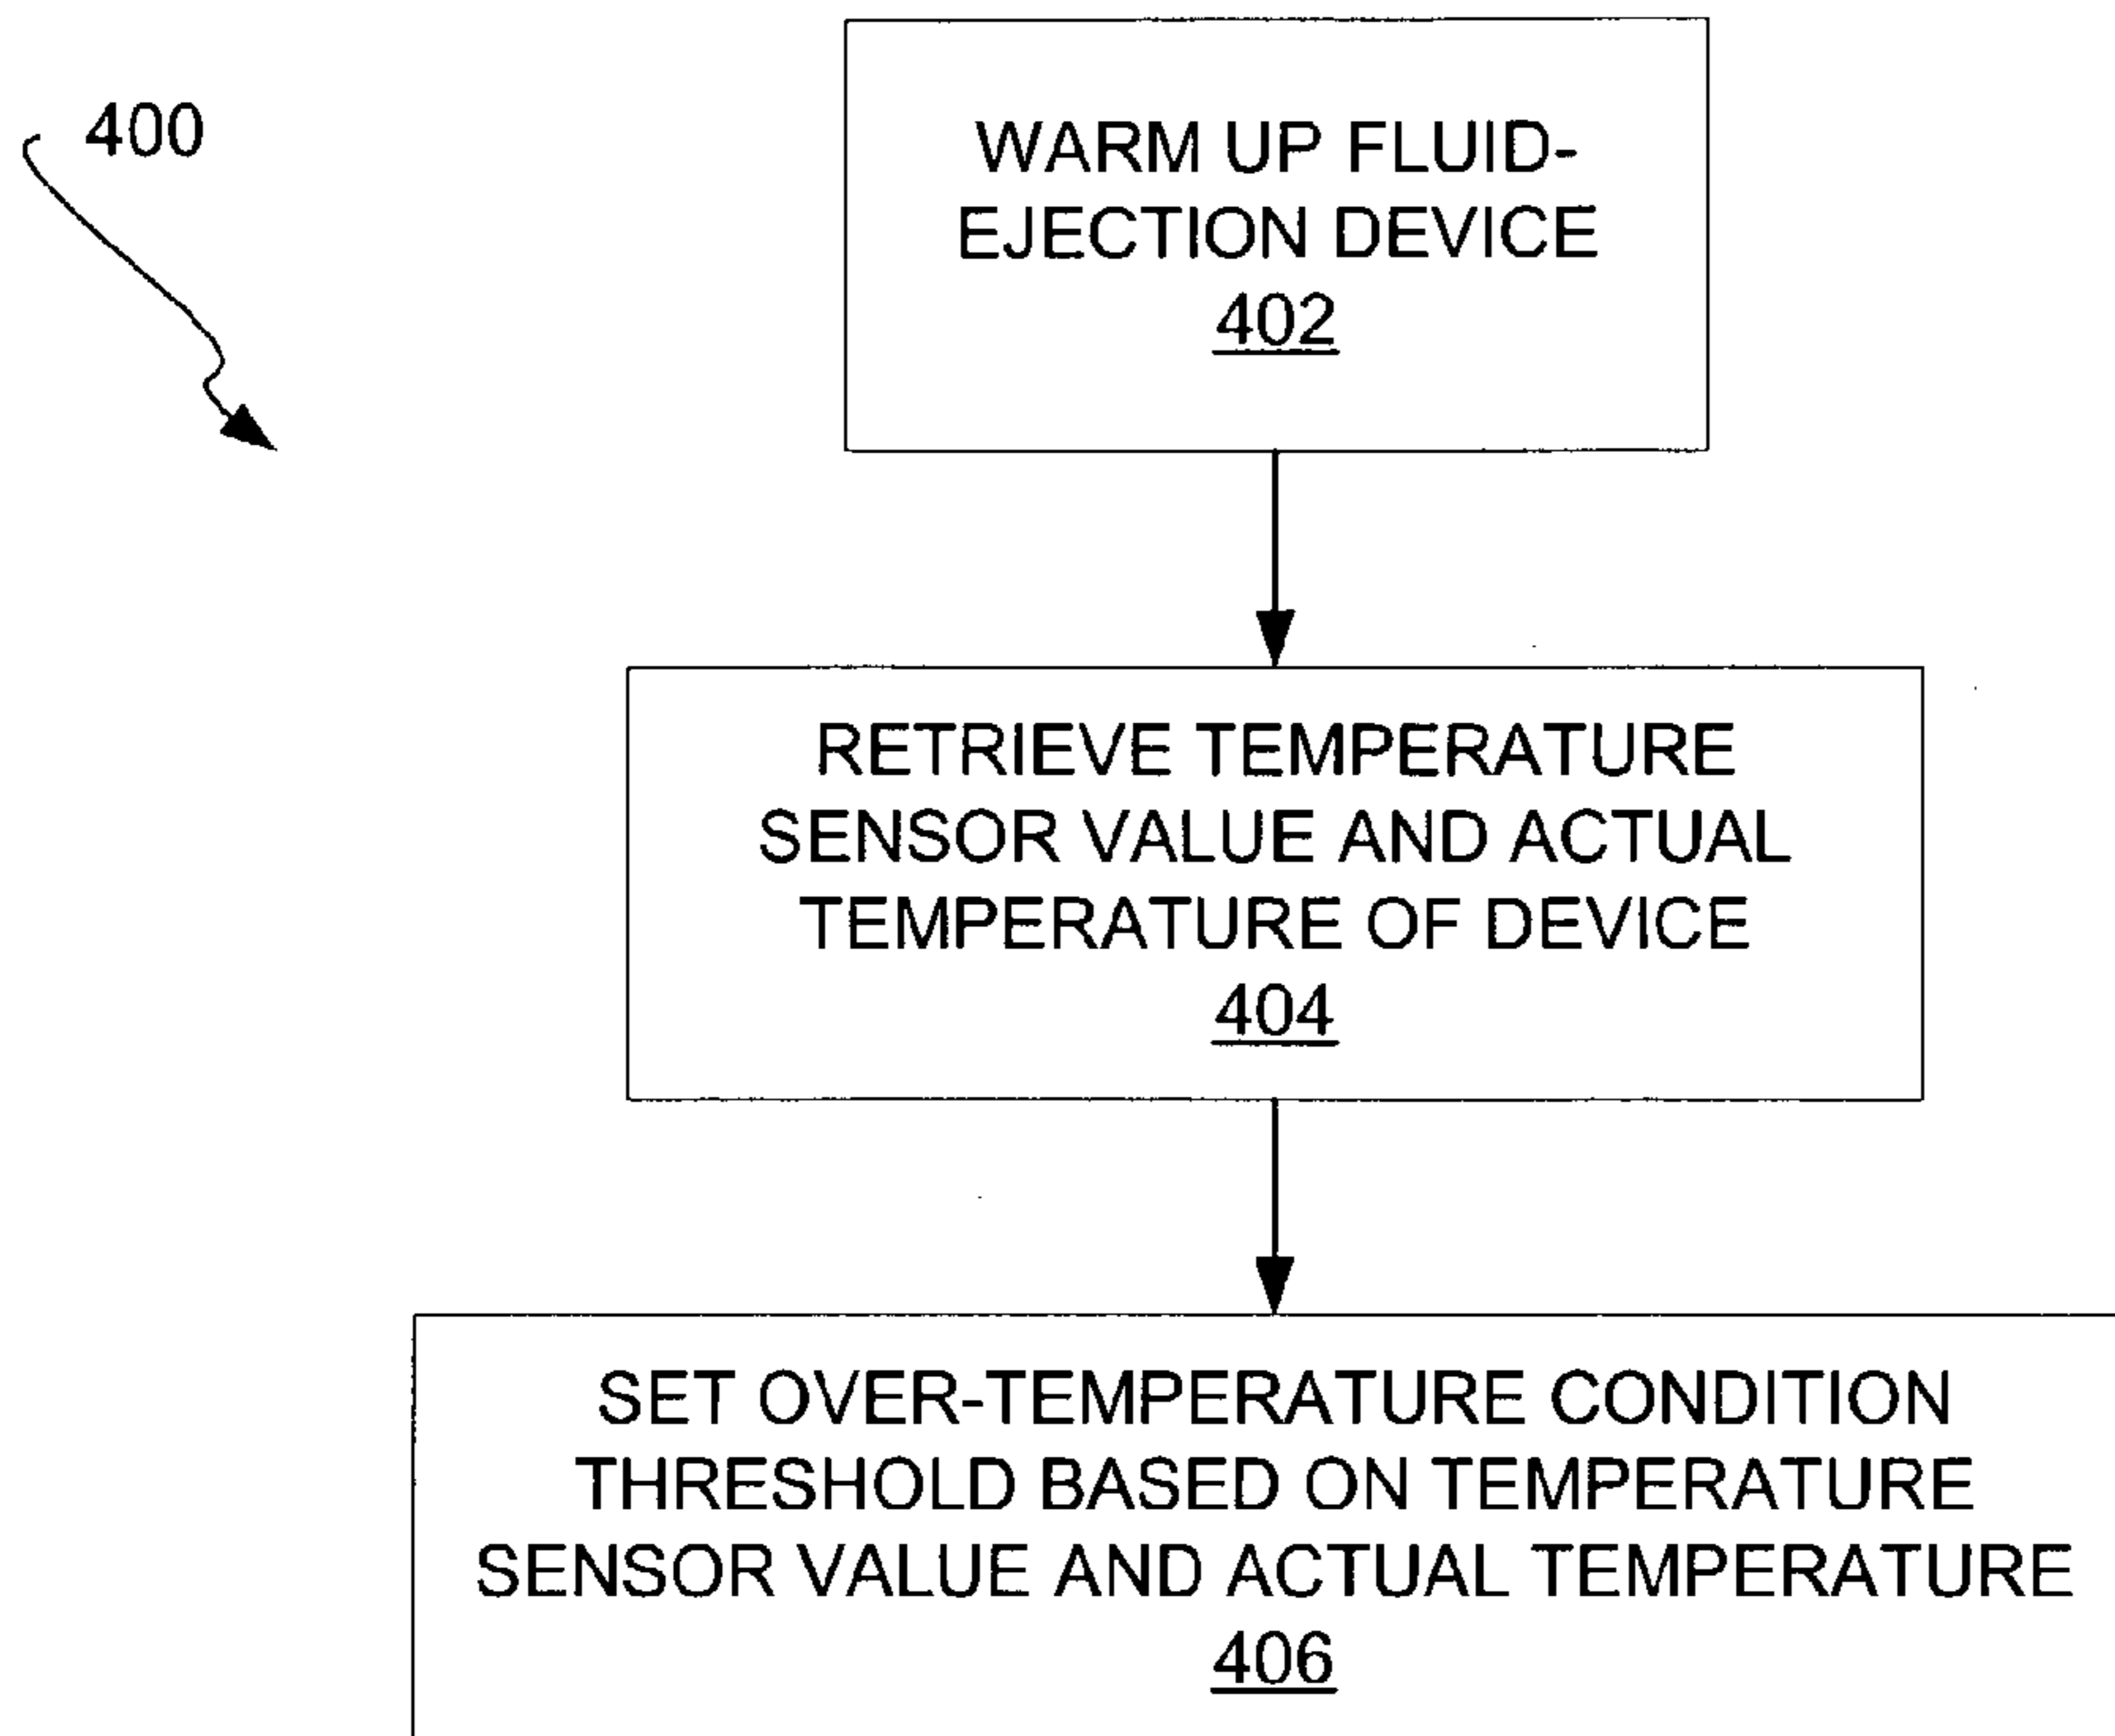 400
WARM UP FLUID-
EJECTION DEVICE
402
RETRIEVE TEMPERATURE
SENSOR VALUE AND ACTUAL
TEMPERATURE OF DEVICE
404
SET OVER-TEMPERATURE CONDITION
THRESHOLD BASED ON TEMPERATURE
SENSOR VALUE AND ACTUAL TEMPERATURE
406